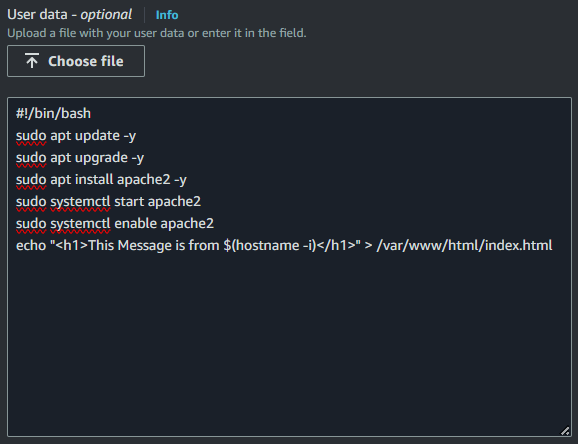 User data - optional Info
Upload a file with your user data or enter it in the field.
Choose file
#!/bin/bash
sudo apt update -y
sudo apt upgrade -y
sudo apt install apache2 -y
sudo systemctl start apache2
sudo systemctl enable apache2
echo "<h1>This Message is from $(hostname -i)</h1>" > /var/www/html/index.html